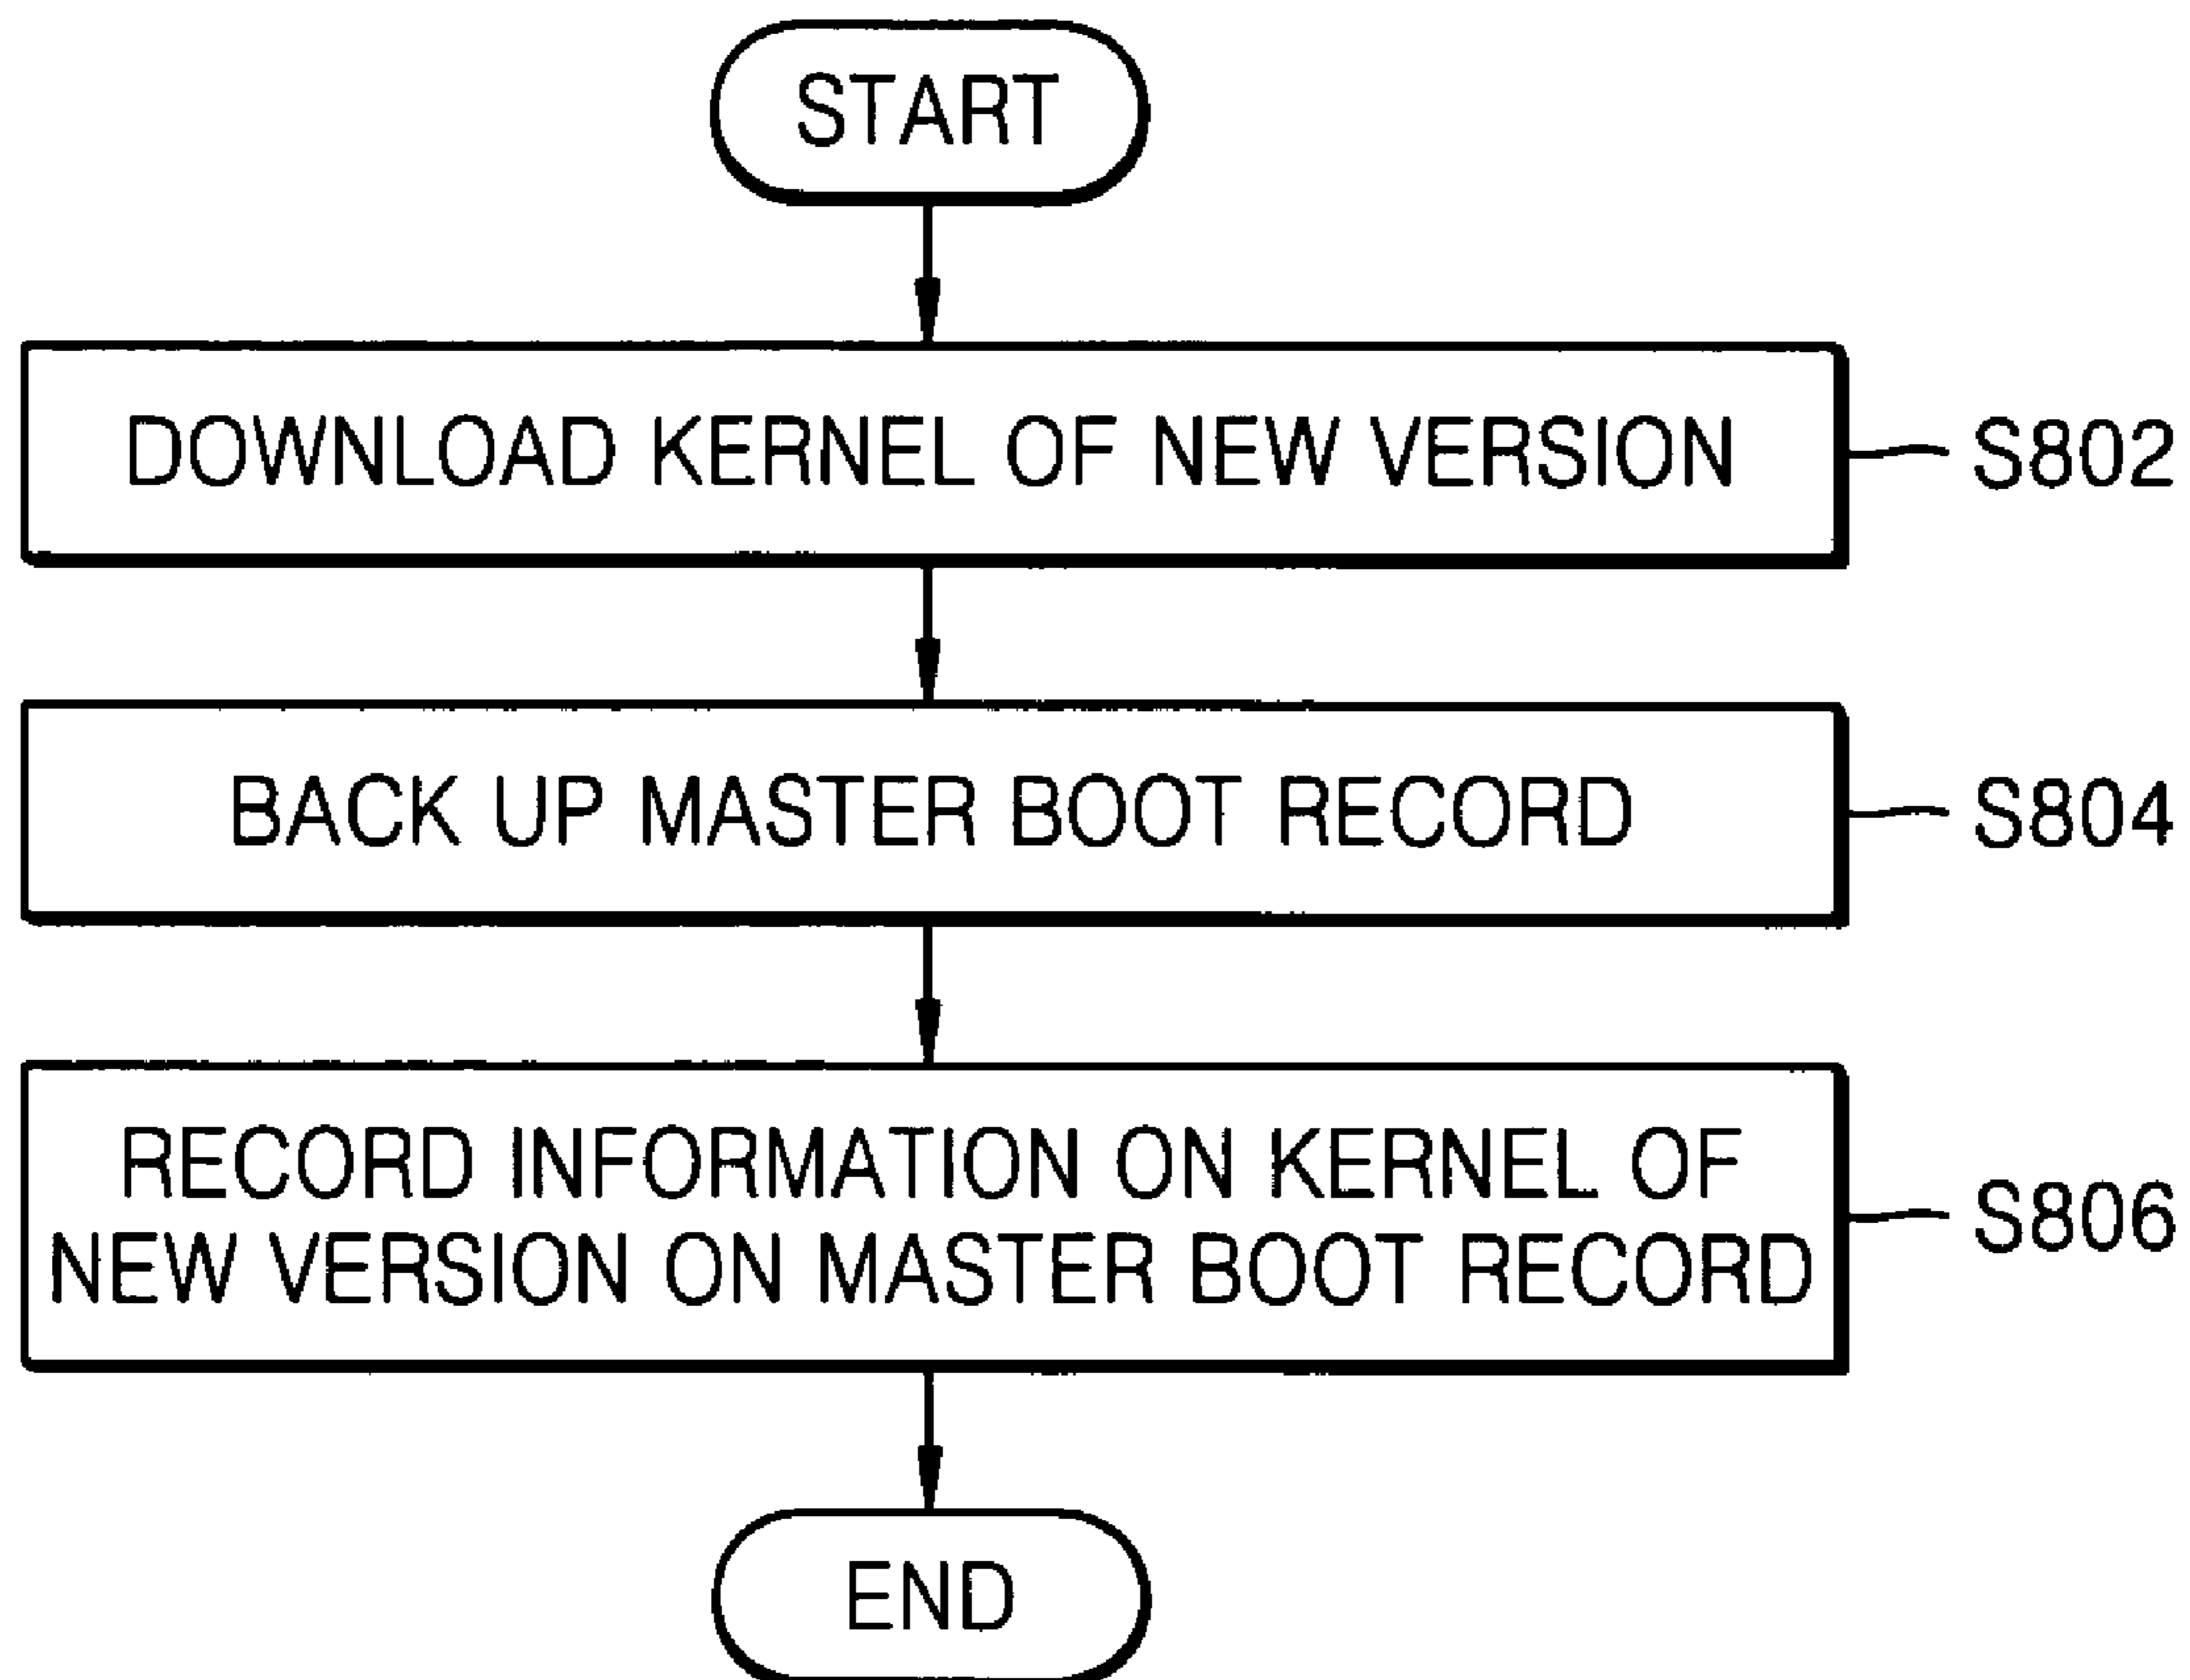 START
DOWNLOAD KERNEL OF NEW VERSION
S802
BACK UP MASTER BOOT RECORD
S804
RECORD INFORMATION ON KERNEL OF
NEW VERSION ON MASTER BOOT RECORD
S806
END